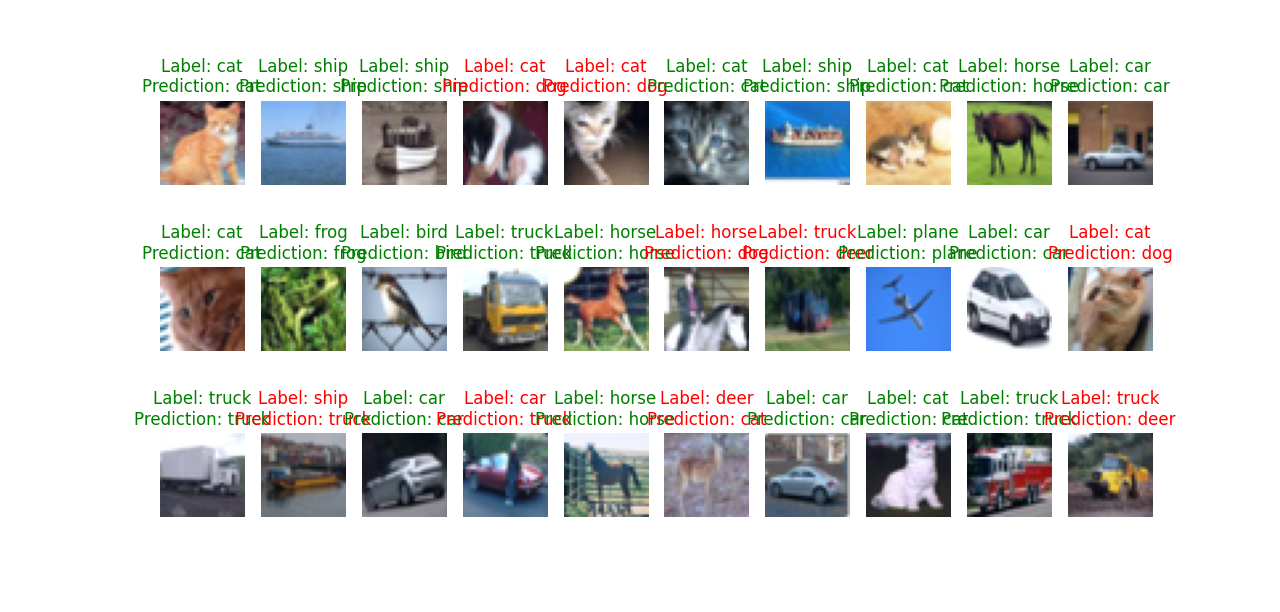 Label: cat Label: ship Label: ship Label: cat Label: cat Label: cat Label: ship Label: cat Label: horse Label: car
Prediction: cat Prediction: ship Prediction: ship Prediction: dog Prediction: dog Prediction: cat Prediction: ship Prediction: cat Prediction: horse Prediction: car
Label: cat Label: frog Label: bird Label: truck Label: horse Label: horse Label: truck Label: plane Label: car Label: cat
Prediction: cat Prediction: frog Prediction: bird Prediction: truck Prediction: horse Prediction: dog Prediction: deer Prediction: plane Prediction: car Prediction: dog
Label: truck Label: ship Label: car Label: car Label: horse Label: deer Label: car Label: cat Label: truck Label: truck
Prediction: truck Prediction: truck Prediction: car Prediction: truck Prediction: horse Prediction: cat Prediction: car Prediction: cat Prediction: truck Prediction: deer